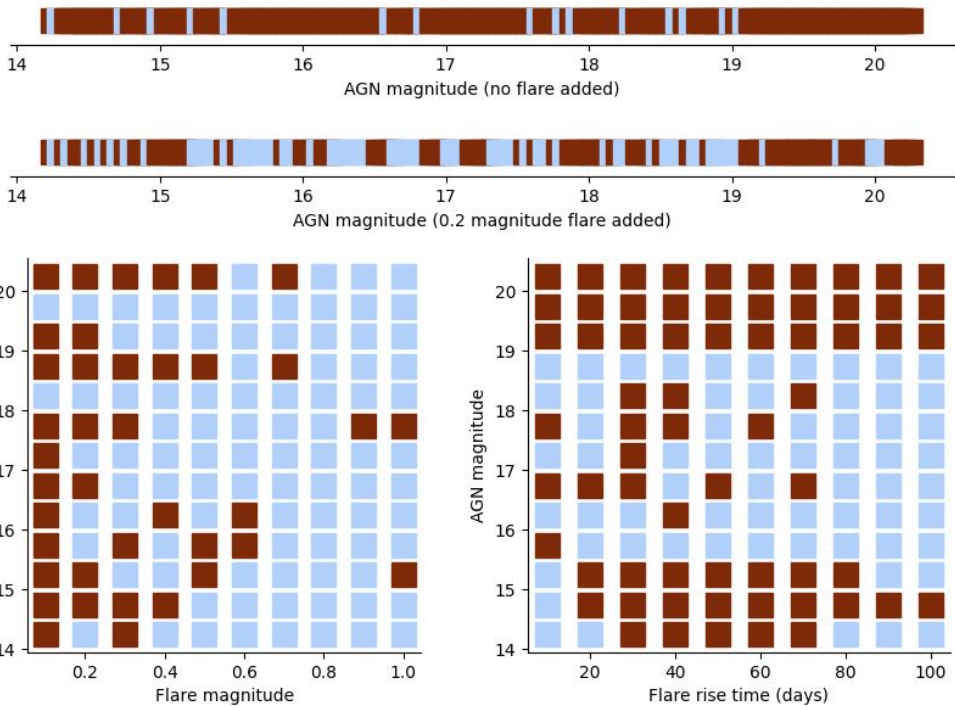 14 15 16 17 18 19 20
AGN magnitude (no flare added)
14 15 16 17 18 19 20
AGN magnitude (0.2 magnitude flare added)
20 20
19 19
18 18
17 17
16 16
15 15
14 14
AGN magnitude
0.2 0.4 0.6 0.8 1.0 20 40 60 80 100
Flare magnitude Flare rise time (days)